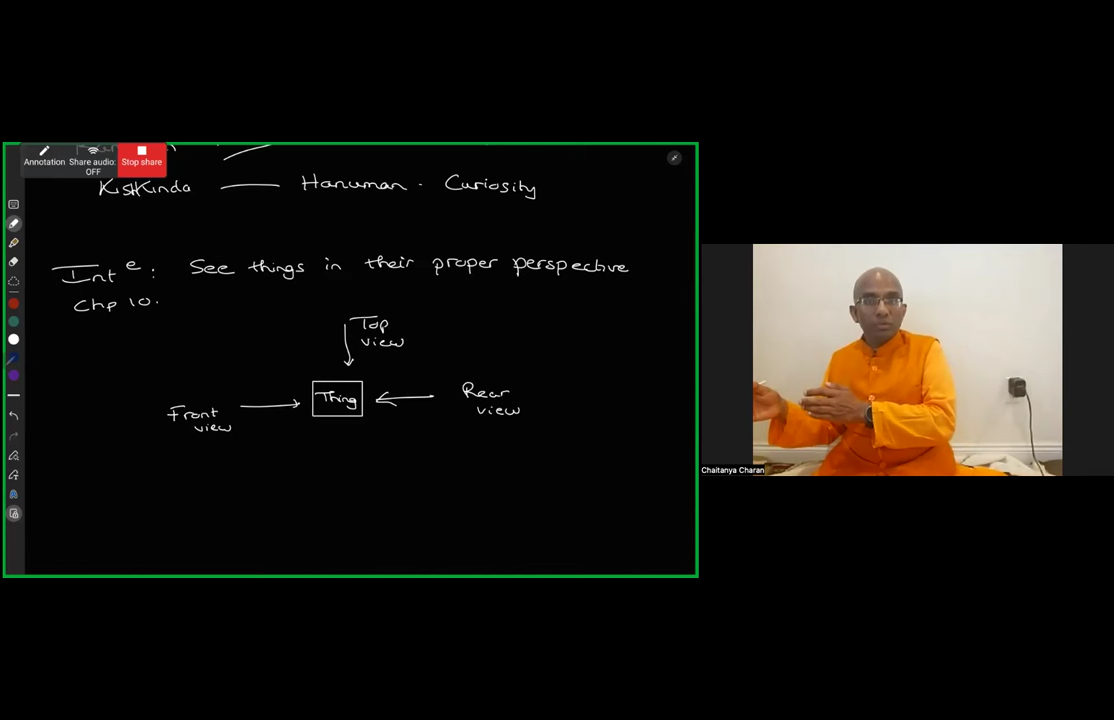 Annotation
Share audio:
OFF
Stop share
KisKinda — Hanuman. Curiosity
Int e: See things in their proper perspective
Chp 10.
Top
view
Thing
Rear
view
Front
view
Chaitanya Charan